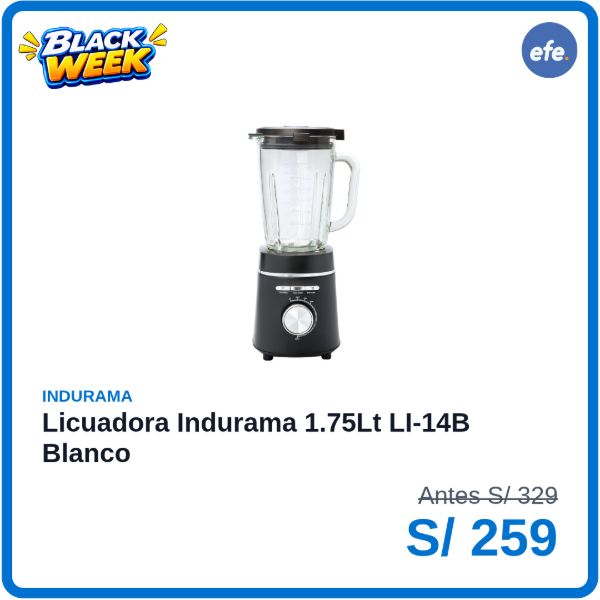 BLACK
WEEK
efe.
INDURAMA
Licuadora Indurama 1.75Lt LI-14B
Blanco
Antes S/ 329
S/ 259